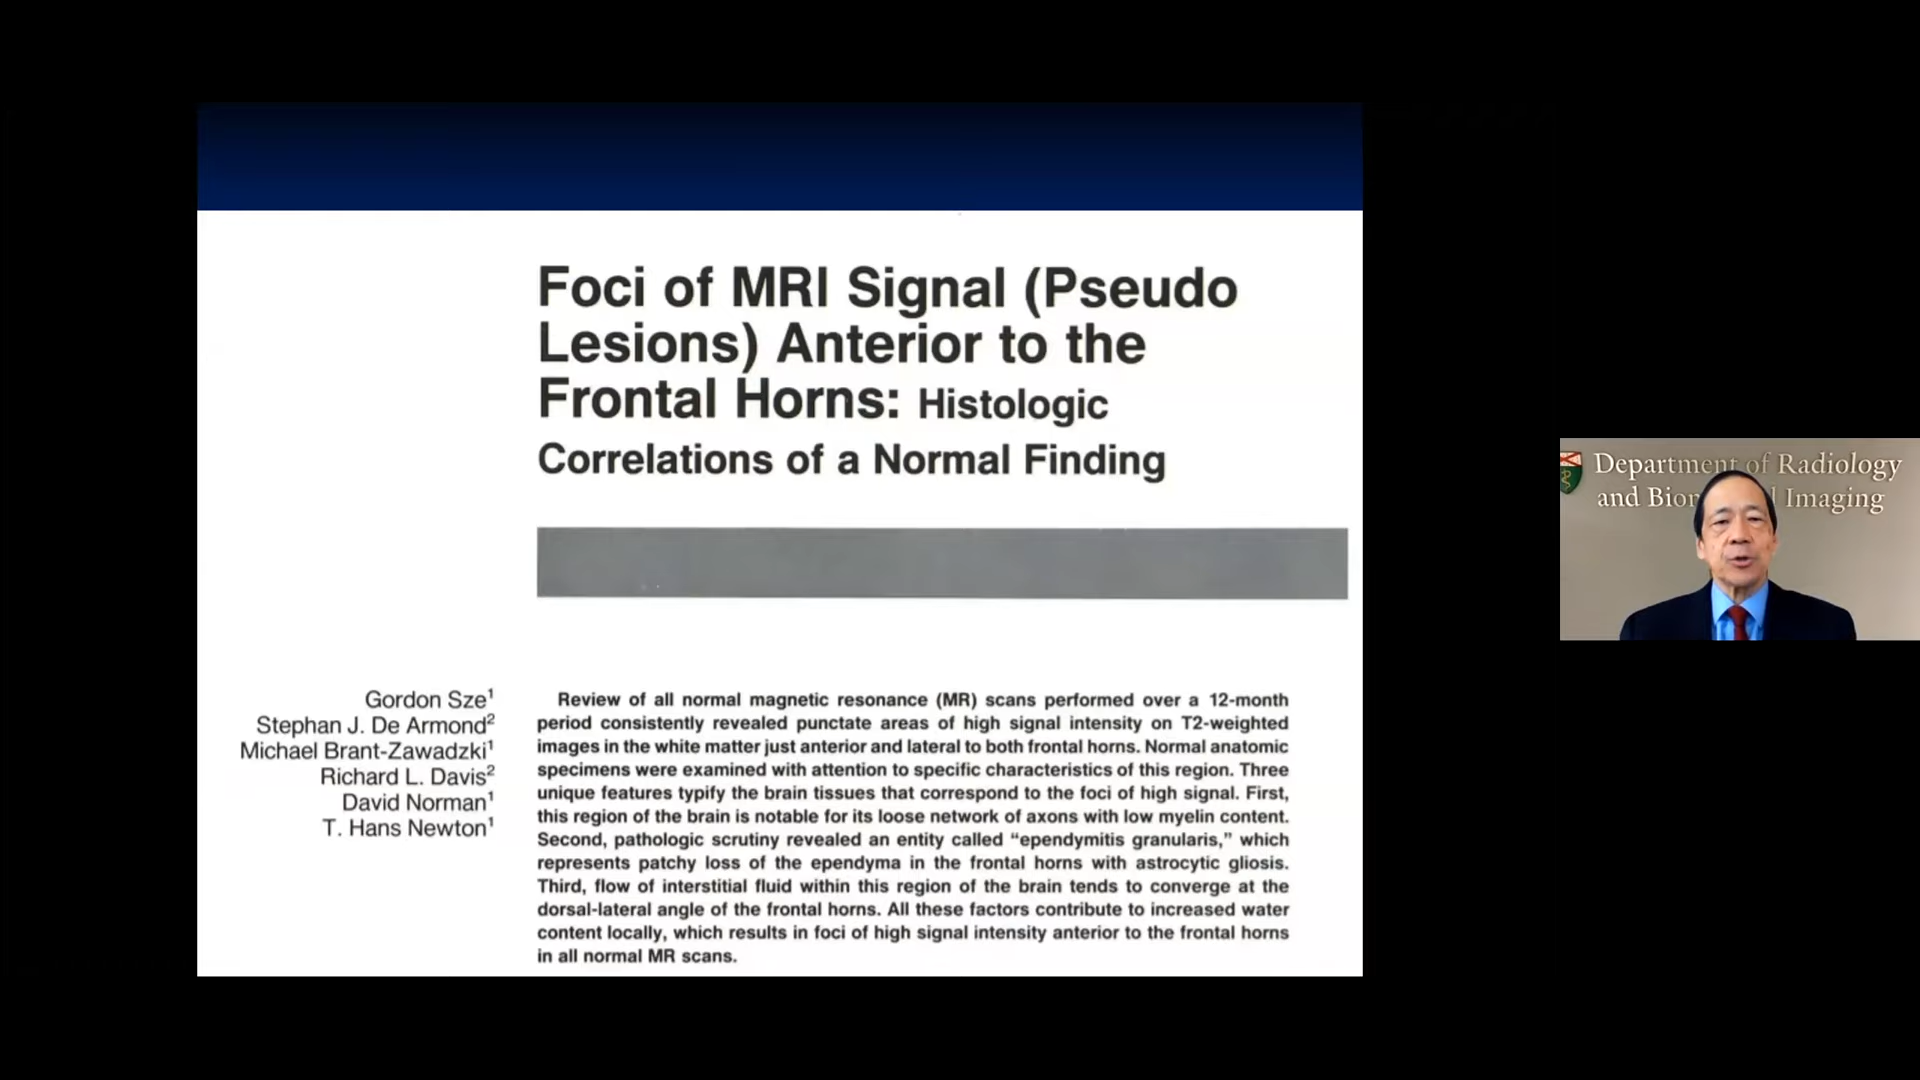 Foci of MRI Signal (Pseudo
Lesions) Anterior to the
Frontal Horns: Histologic
Correlations of a Normal Finding
Gordon Sze¹
Stephan J. De Armond²
Michael Brant-Zawadzki¹
Richard L. Davis²
David Norman¹
T. Hans Newton¹
Review of all normal magnetic resonance (MR) scans performed over a 12-month
period consistently revealed punctate areas of high signal intensity on T2-weighted
images in the white matter just anterior and lateral to both frontal horns. Normal anatomic
specimens were examined with attention to specific characteristics of this region. Three
unique features typify the brain tissues that correspond to the foci of high signal. First,
this region of the brain is notable for its loose network of axons with low myelin content.
Second, pathologic scrutiny revealed an entity called “ependymitis granularis,” which
represents patchy loss of the ependyma in the frontal horns with astrocytic gliosis.
Third, flow of interstitial fluid within this region of the brain tends to converge at the
dorsal-lateral angle of the frontal horns. All these factors contribute to increased water
content locally, which results in foci of high signal intensity anterior to the frontal horns
in all normal MR scans.
Department of Radiology
and Imaging